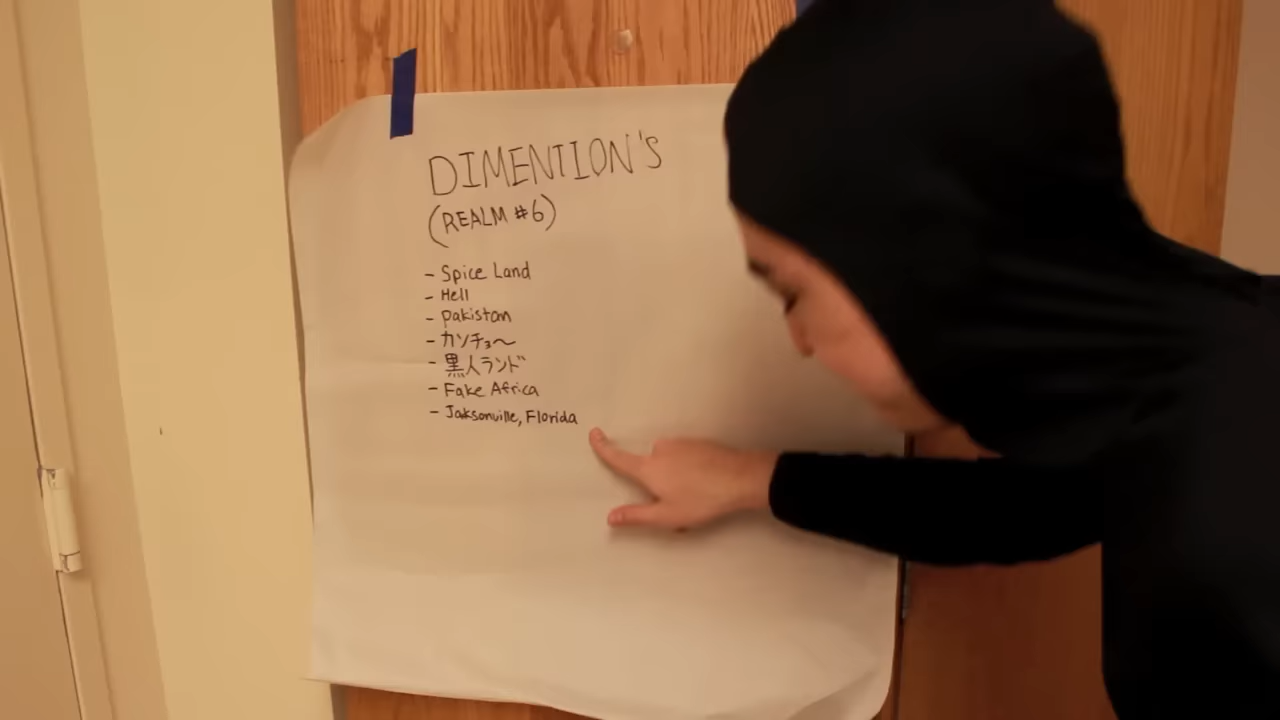 DIMENTION'S
(REALM #6)
- Spice Land
- Hell
- pakistan
- カンチョ〜
- 黒人ランド
- Fake Africa
- Jaksonville, Florida